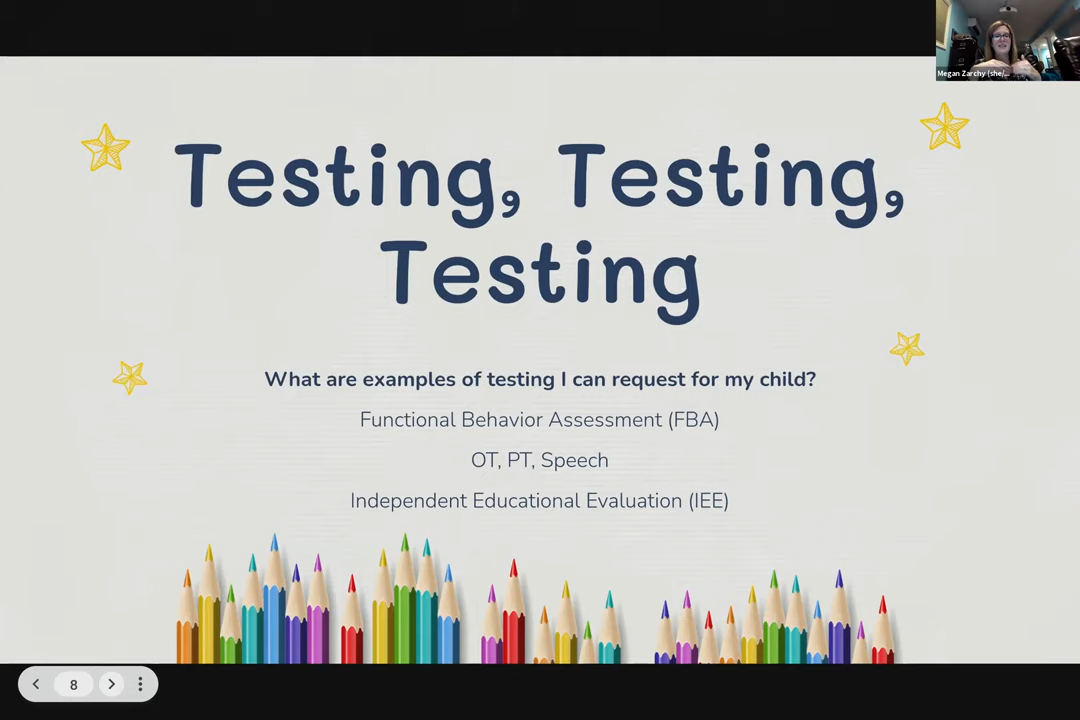 Megan Zarchy (she/...
Testing, Testing,
Testing
What are examples of testing I can request for my child?
Functional Behavior Assessment (FBA)
OT, PT, Speech
Independent Educational Evaluation (IEE)
8